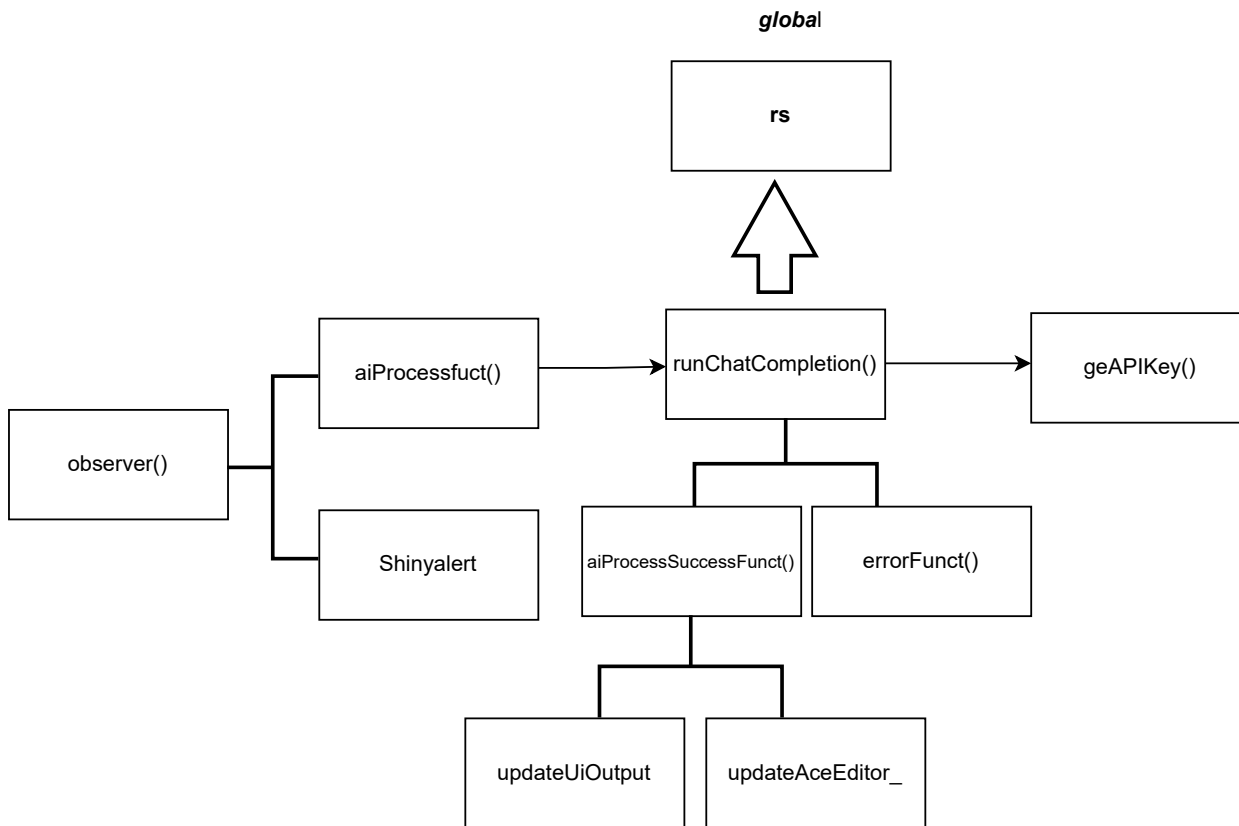 global
rs
aiProcessfuct()
runChatCompletion()
geAPIKey()
observer()
Shinyalert
aiProcessSuccessFunct()
errorFunct()
updateUiOutput
updateAceEditor_